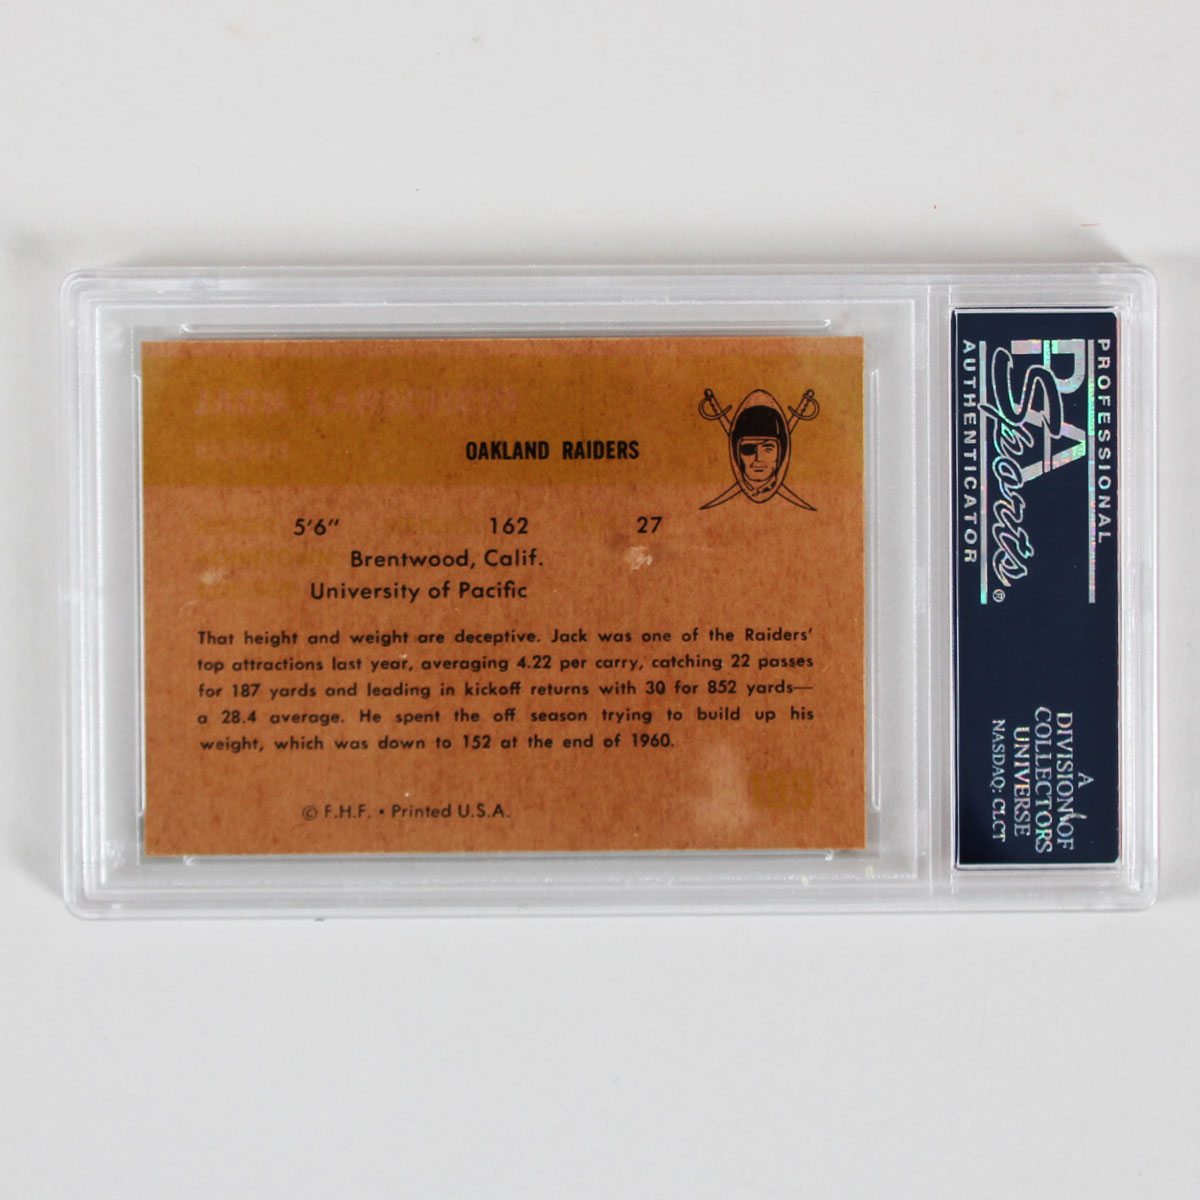 JACK LARSCHEID
OAKLAND RAIDERS
5'6" 162 27
Brentwood, Calif.
University of Pacific
That height and weight are deceptive. Jack was one of the Raiders'
top attractions last year, averaging 4.22 per carry, catching 22 passes
for 187 yards and leading in kickoff returns with 30 for 852 yards—
a 28.4 average. He spent the off season trying to build up his
weight, which was down to 152 at the end of 1960.
© F.H.F. • Printed U.S.A.
PROFESSIONAL
PSA
Sports®
AUTHENTICATOR
A
DIVISION OF
COLLECTORS
UNIVERSE
NASDAQ: CLCT